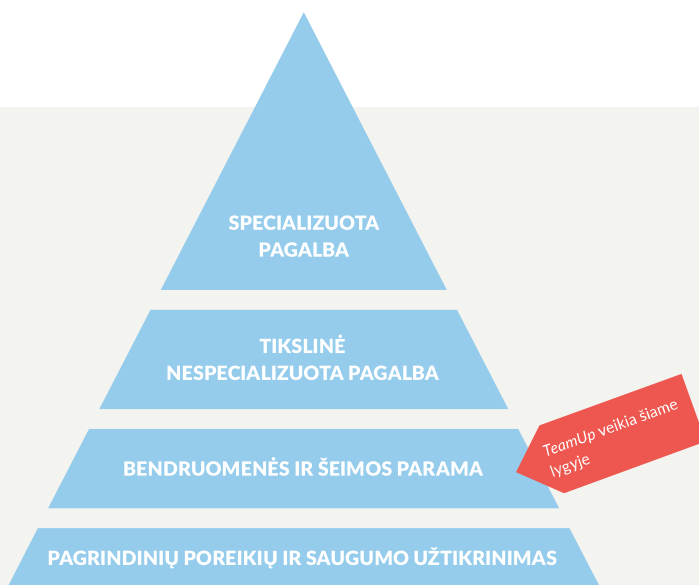 SPECIALIZUOTA
PAGALBA
TIKSLINĖ
NESPECIALIZUOTA PAGALBA
TeamUp veikia šiame
lygyje
BENDRUOMENĖS IR ŠEIMOS PARAMA
PAGRINDINIŲ POREIKIŲ IR SAUGUMO UŽTIKRINIMAS